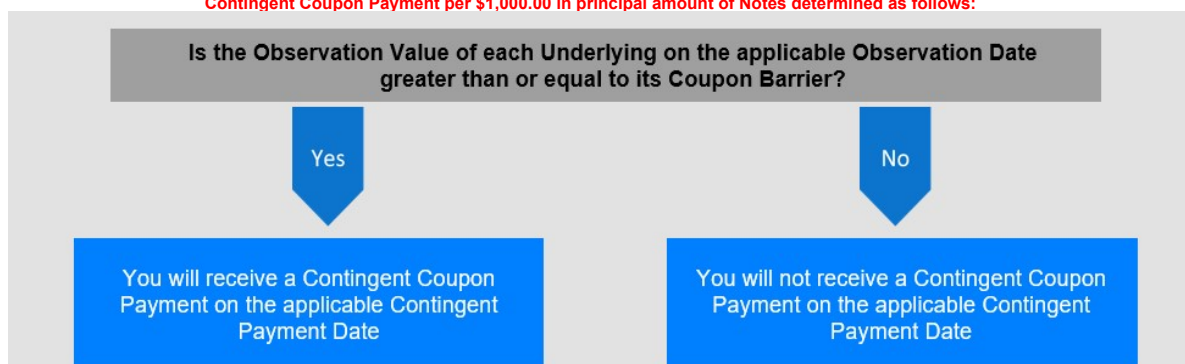 Contingent Coupon Payment per $1,000.00 in principal amount of Notes determined as follows:
Is the Observation Value of each Underlying on the applicable Observation Date
greater than or equal to its Coupon Barrier?
Yes
No
You will receive a Contingent Coupon
Payment on the applicable Contingent
Payment Date
You will not receive a Contingent Coupon
Payment on the applicable Contingent
Payment Date